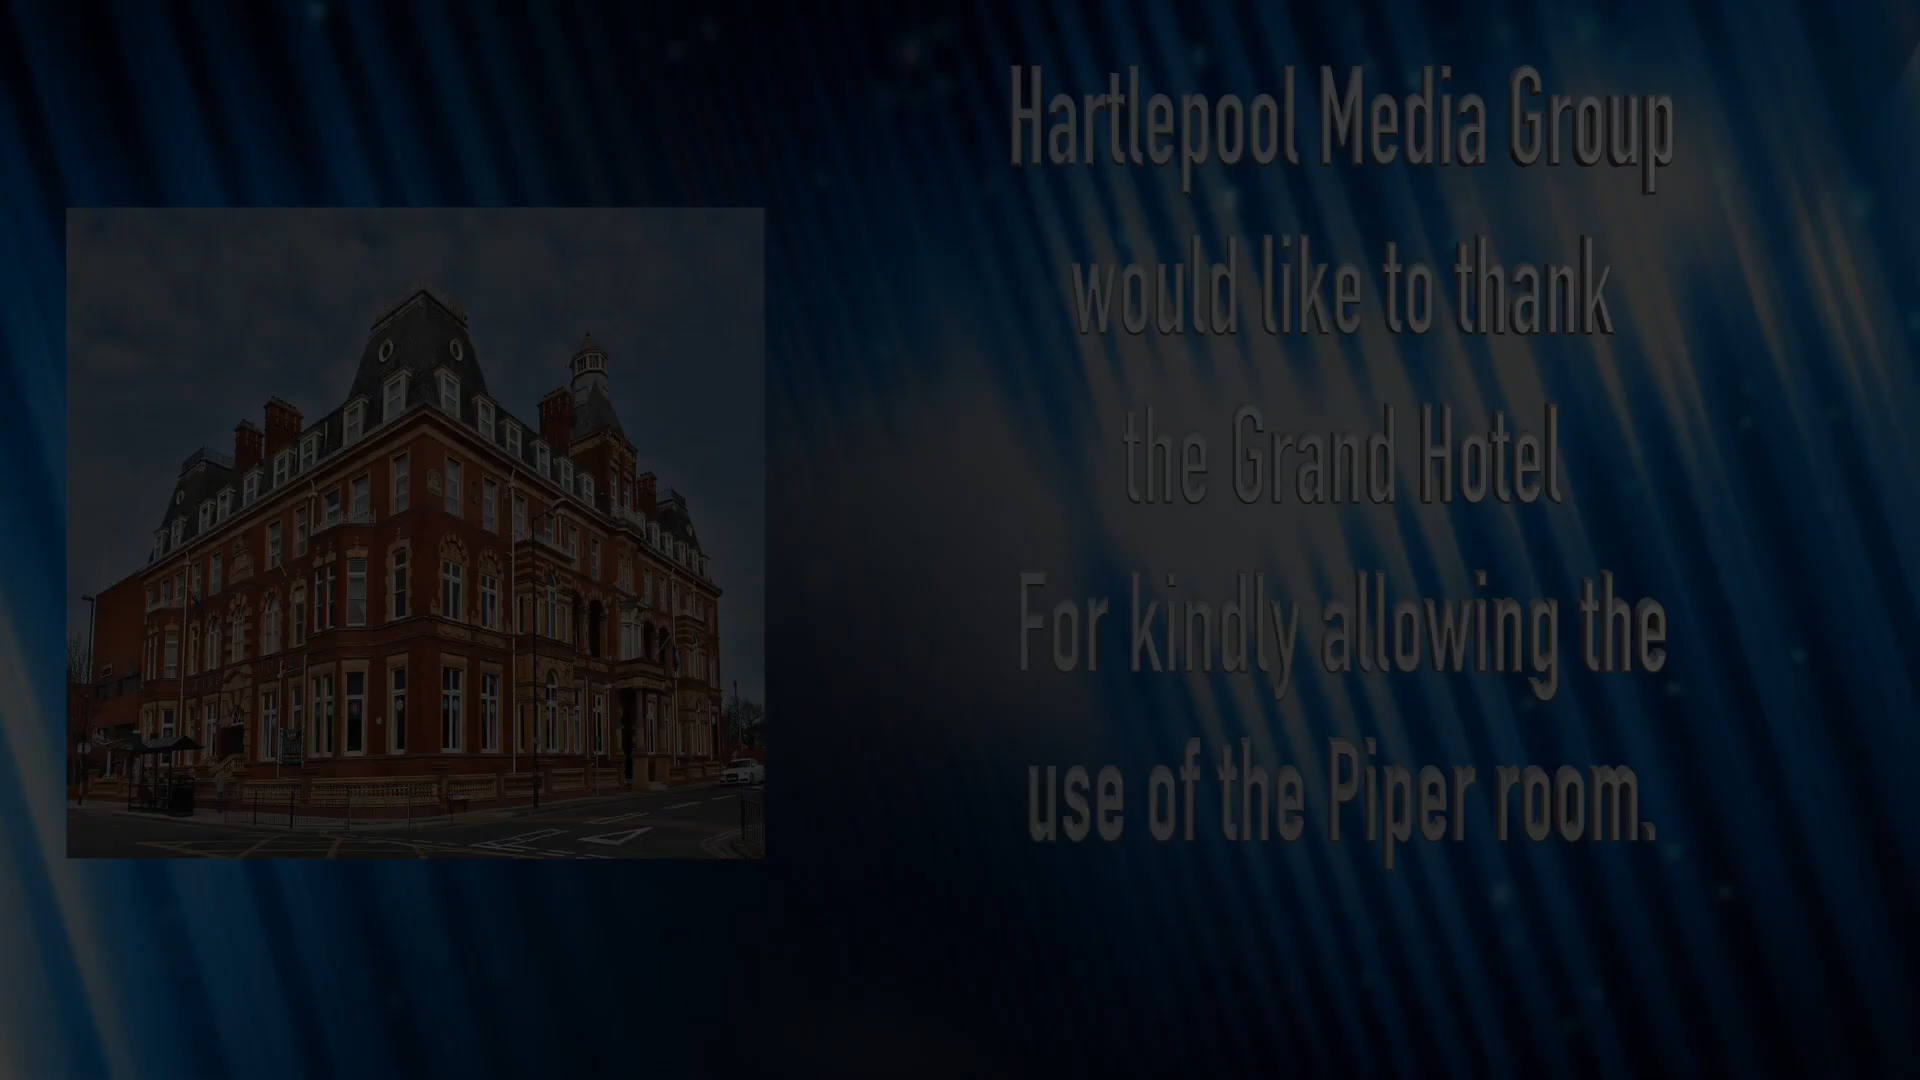 Hartlepool Media Group
would like to thank
the Grand Hotel
For kindly allowing the
use of the Piper room.